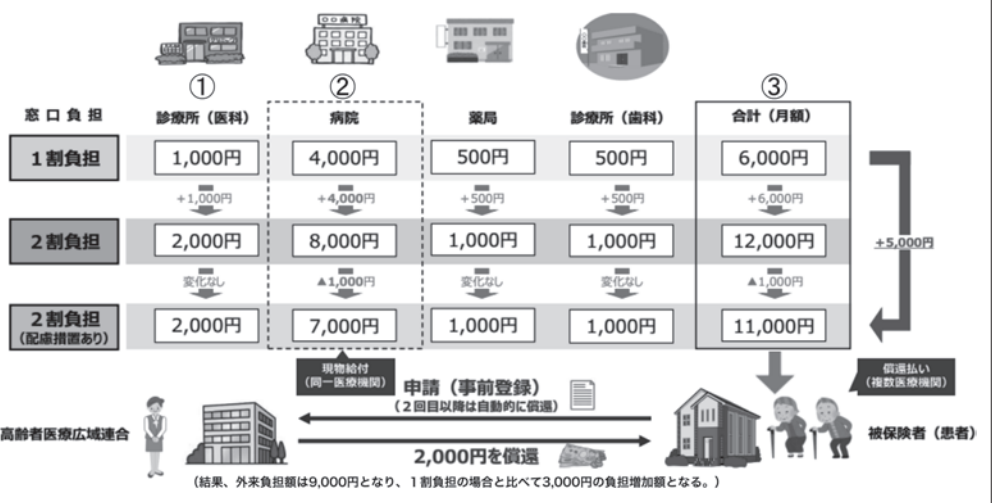 〇〇病院
① ② ③
窓口負担 診療所（医科） 病院 薬局 診療所（歯科） 合計（月額）
１割負担 1,000円 4,000円 500円 500円 6,000円
+1,000円 +4,000円 +500円 +500円 +6,000円
２割負担 2,000円 8,000円 1,000円 1,000円 12,000円
+5,000円
変化なし ▲1,000円 変化なし 変化なし ▲1,000円
２割負担 2,000円 7,000円 1,000円 1,000円 11,000円
（配慮措置あり）
現物給付
（同一医療機関）
償還払い
（複数医療機関）
申請（事前登録）
（２回目以降は自動的に償還）
高齢者医療広域連合
被保険者（患者）
2,000円を償還
（結果、外来負担額は9,000円となり、１割負担の場合と比べて3,000円の負担増加額となる。）